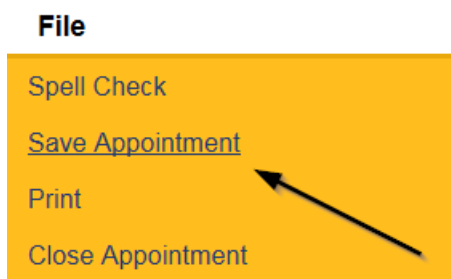 File
Spell Check
Save Appointment
Print
Close Appointment